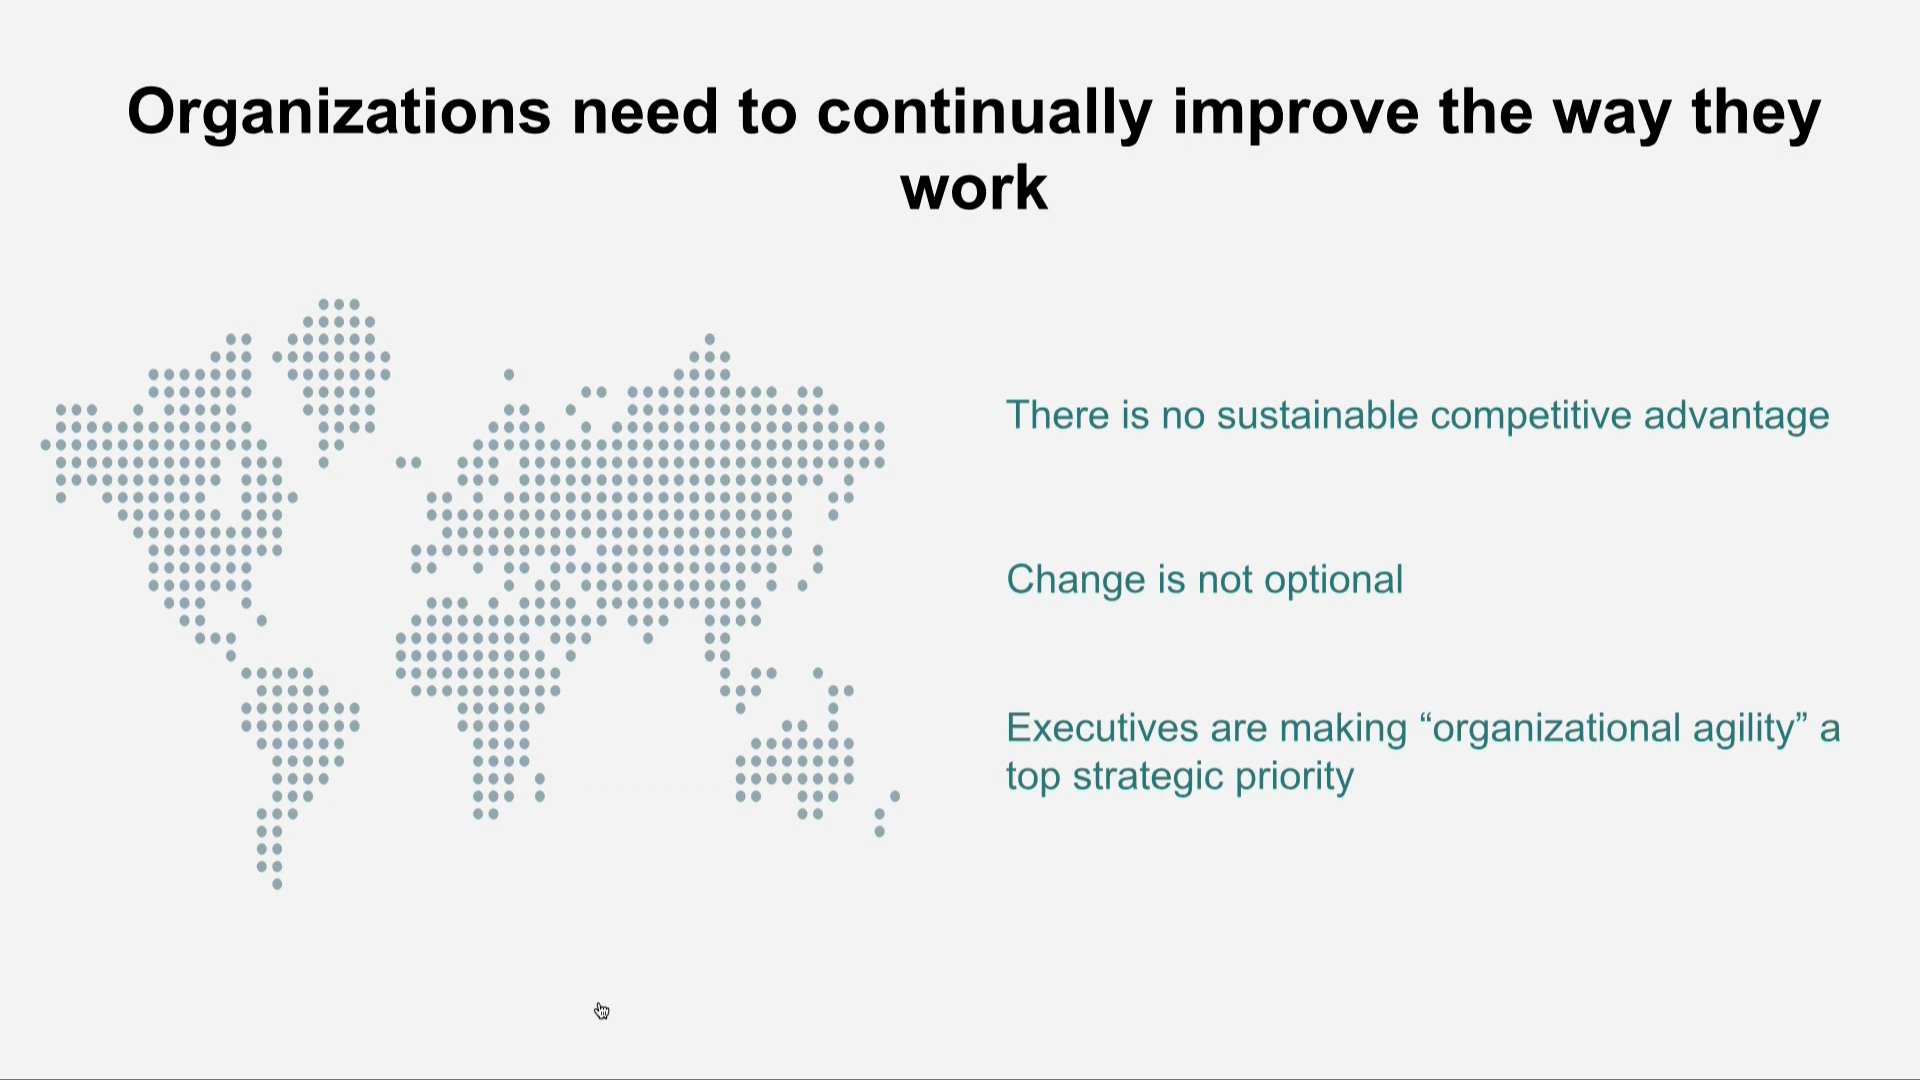 Organizations need to continually improve the way they
work
There is no sustainable competitive advantage
Change is not optional
Executives are making “organizational agility” a
top strategic priority